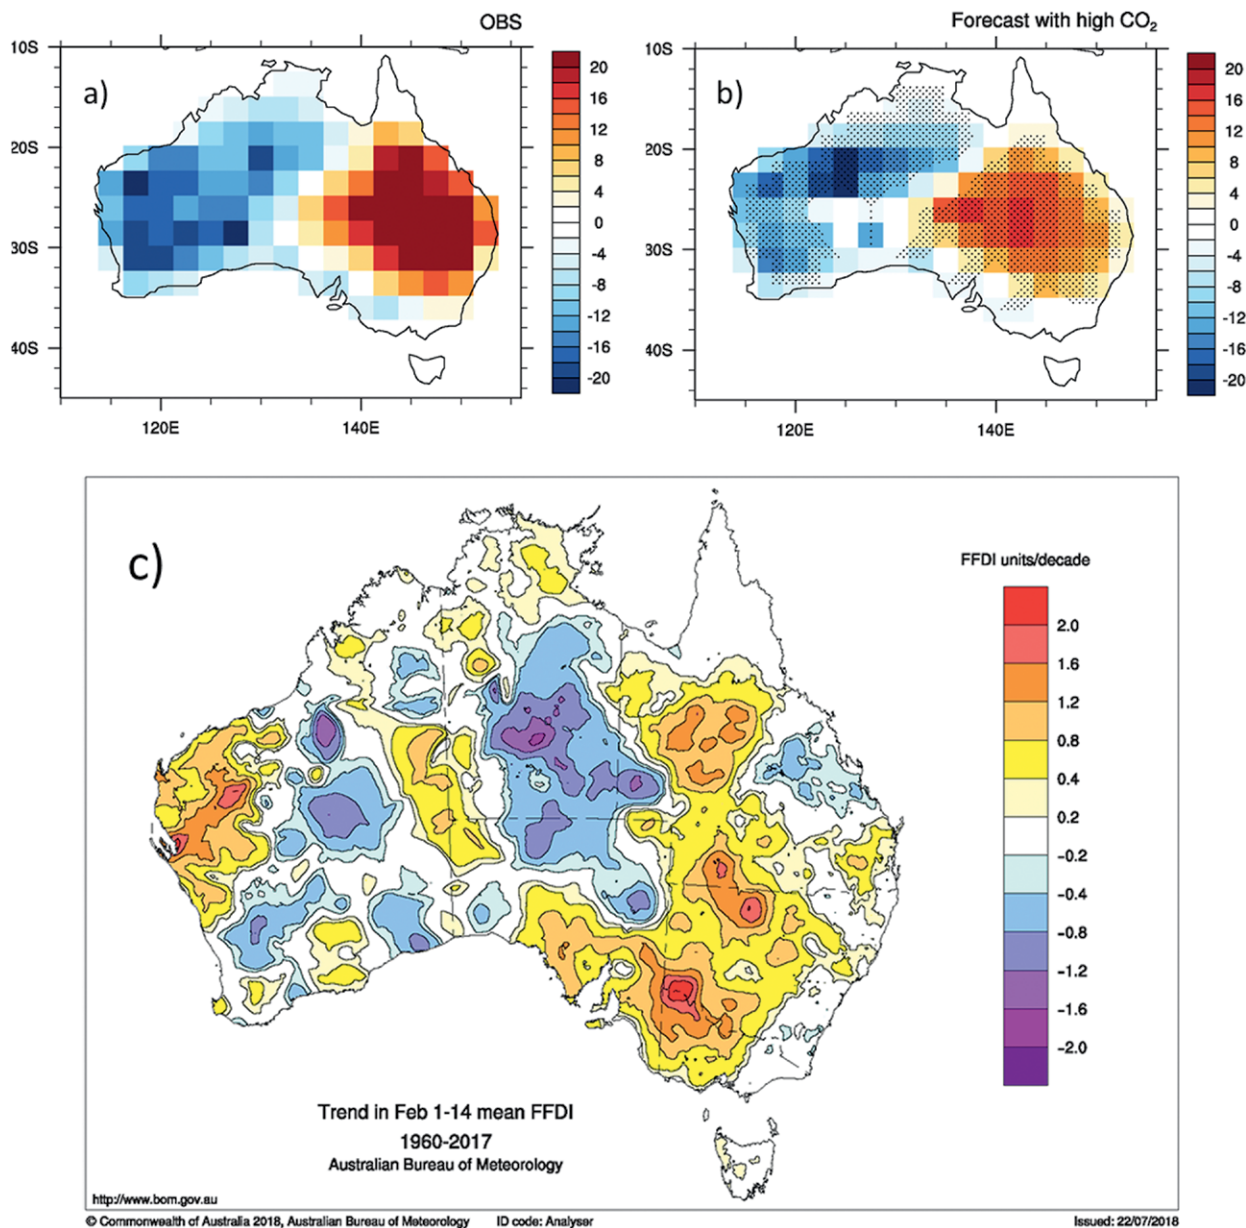 OBS
a)
10S
20S
30S
40S
120E
140E
20
16
12
8
4
0
-4
-8
-12
-16
-20
Forecast with high CO₂
b)
10S
20S
30S
40S
120E
140E
20
16
12
8
4
0
-4
-8
-12
-16
-20
c)
FFDI units/decade
2.0
1.6
1.2
0.8
0.4
0.2
-0.2
-0.4
-0.8
-1.2
-1.6
-2.0
Trend in Feb 1-14 mean FFDI
1960-2017
Australian Bureau of Meteorology
http://www.bom.gov.au
© Commonwealth of Australia 2018, Australian Bureau of Meteorology ID code: Analyser Issued: 22/07/2018